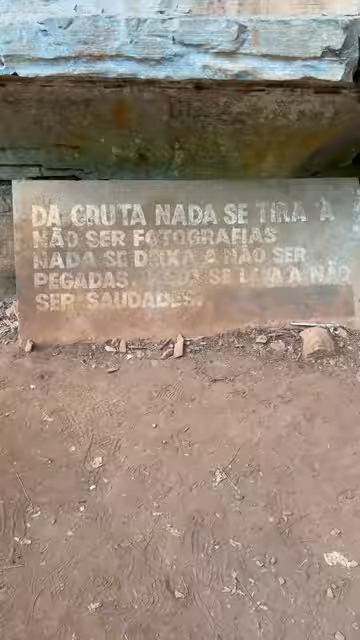 DA GRUTA NADA SE TIRA A
NÃO SER FOTOGRAFIAS
NADA SE DEIXA A NÃO SER
PEGADAS. NADA SE LEVA A NÃO
SER SAUDADES.